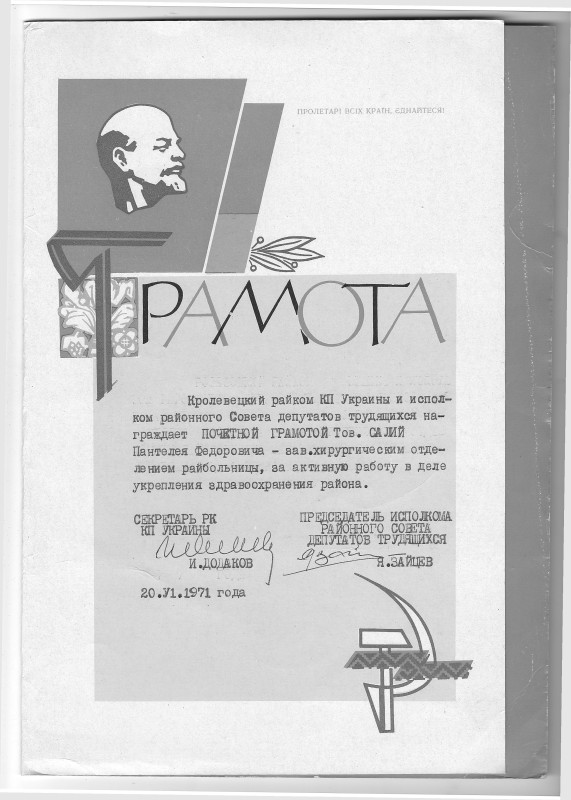 ПРОЛЕТАРІ ВСІХ КРАЇН, ЄДНАЙТЕСЯ!
ГРАМОТА
Кролевецкий райком КП Украины и испол-
ком районного Совета депутатов трудящихся на-
граждает ПОЧЕТНОЙ ГРАМОТОЙ Тов. САЛИЙ
Пантелея Федоровича - зав.хирургическим отде-
лением райбольницы, за активную работу в деле
укрепления здравоохранения района.
СЕКРЕТАРЬ РК
КП УКРАИНЫ
И.ДОДАКОВ
ПРЕДСЕДАТЕЛЬ ИСПОЛКОМА
РАЙОННОГО СОВЕТА
ДЕПУТАТОВ ТРУДЯЩИХСЯ
Я.ЗАЙЦЕВ
20.У1.1971 года